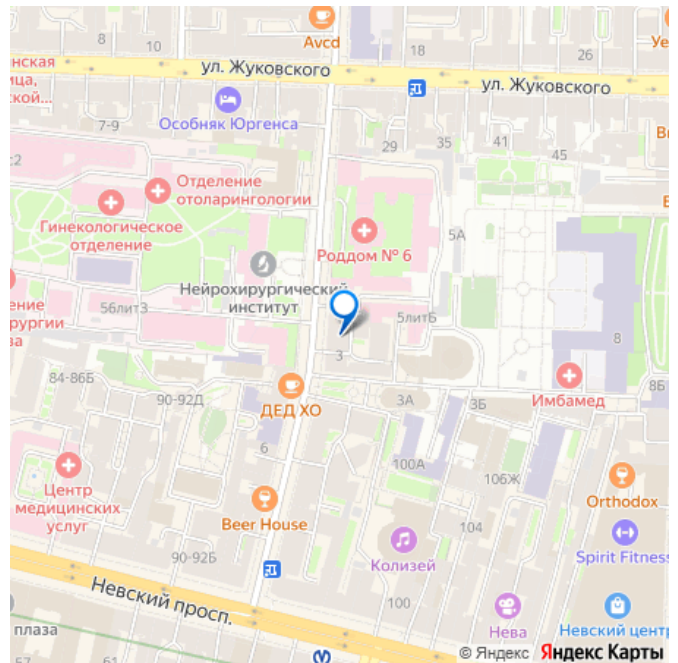 8
10
Avcd
18
26
ул. Жуковского
ул. Жуковского
Особняк Юргенса
7-9
29
35
41
45
Отделение
отоларингологии
Гинекологическое
отделение
Роддом № 6
5А
Нейрохирургический
институт
56лит3
5литБ
3
8
84-86Б
90-92Д
ДЕД ХО
3А
3Б
Имбамед
8Б
6
100А
106Ж
Центр
медицинских
услуг
Beer House
104
Orthodox
Spirit Fitness
90-92Б
Колизей
Невский просп.
100
Нева
Невский цент
плаза
© Яндекс Яндекс Карты